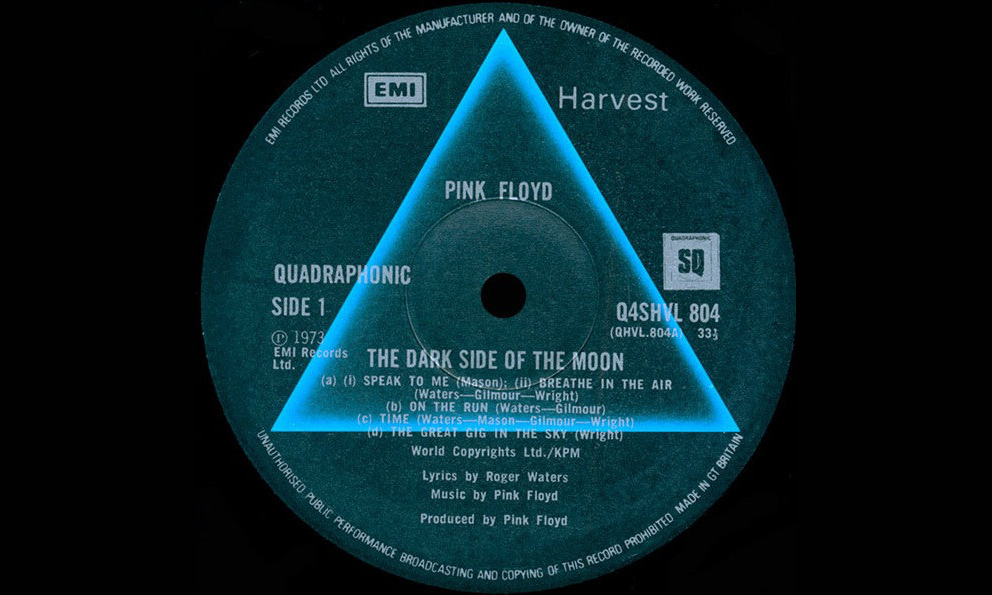 EMI RECORDS LTD ALL RIGHTS OF THE MANUFACTURER AND OF THE OWNER OF THE RECORDED WORK RESERVED
EMI
Harvest
PINK FLOYD
QUADRAPHONIC
SQ
QUADRAPHONIC
SIDE 1
Q4SHVL 804
(QHVL.804A) 33⅓
Ⓟ 1973
EMI Records
Ltd.
THE DARK SIDE OF THE MOON
(a) (i) SPEAK TO ME (Mason); (ii) BREATHE IN THE AIR
(Waters—Gilmour—Wright)
(b) ON THE RUN (Waters—Gilmour)
(c) TIME (Waters—Mason—Gilmour—Wright)
(d) THE GREAT GIG IN THE SKY (Wright)
World Copyrights Ltd./KPM
Lyrics by Roger Waters
Music by Pink Floyd
Produced by Pink Floyd
UNAUTHORISED PUBLIC PERFORMANCE BROADCASTING AND COPYING OF THIS RECORD PROHIBITED MADE IN GT BRITAIN